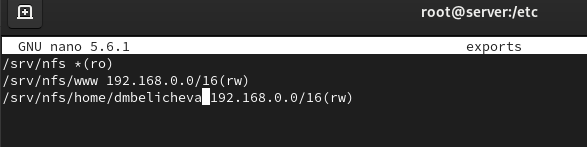 root@server:/etc
GNU nano 5.6.1 exports
/srv/nfs *(ro)
/srv/nfs/www 192.168.0.0/16(rw)
/srv/nfs/home/dmbelicheva 192.168.0.0/16(rw)